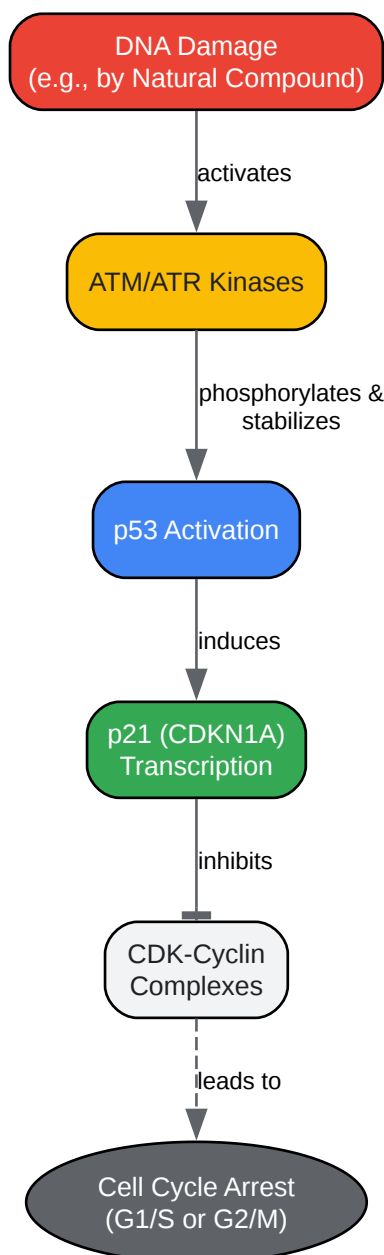 DNA Damage
(e.g., by Natural Compound)
activates
ATM/ATR Kinases
phosphorylates &
stabilizes
p53 Activation
induces
p21 (CDKN1A)
Transcription
inhibits
CDK-Cyclin
Complexes
leads to
Cell Cycle Arrest
(G1/S or G2/M)